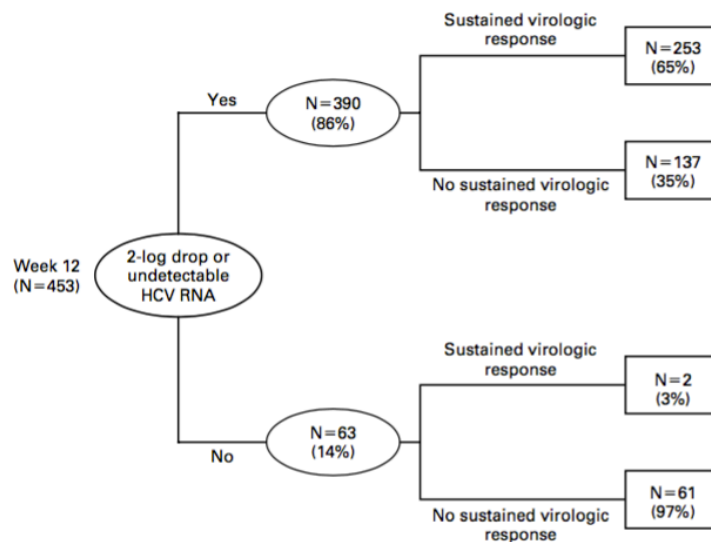 Sustained virologic
response
N=253
(65%)
Yes
N=390
(86%)
N=137
(35%)
No sustained virologic
response
Week 12
(N=453)
2-log drop or
undetectable
HCV RNA
Sustained virologic
response
N=2
(3%)
No
N=63
(14%)
N=61
(97%)
No sustained virologic
response